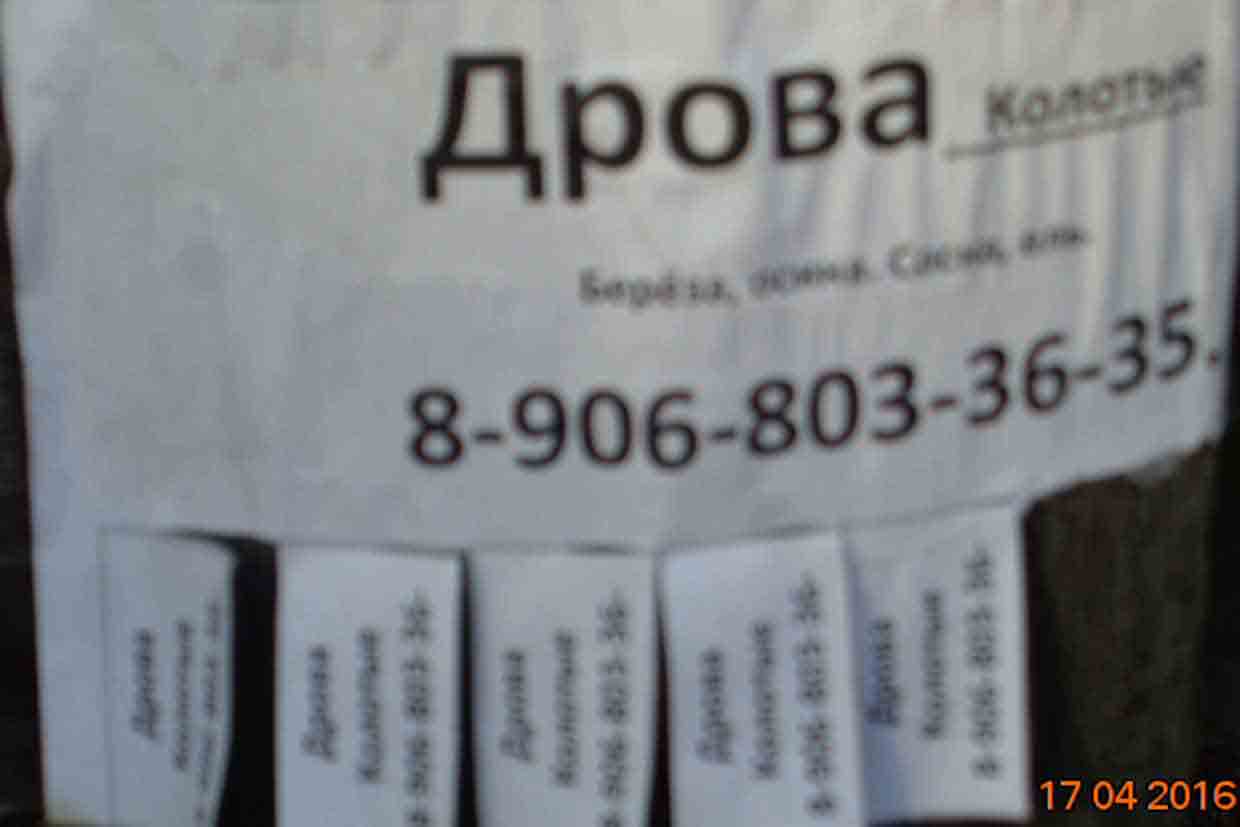 Дрова Колотые
Берёза, осина. Сосна, ель.
8-906-803-36-35.
Дрова
Колотые
Дрова
Колотые
8-906-803-36-
Дрова
Колотые
8-906-803-36-
Дрова
Колотые
8-906-803-36-
Дрова
Колотые
8-906-803-36-
17 04 2016